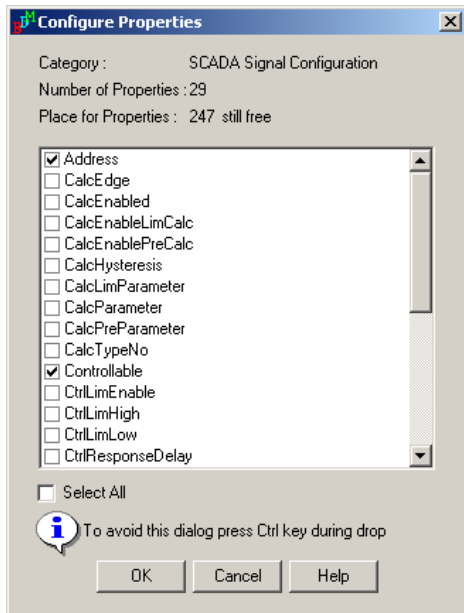 BDM Configure Properties
Category : SCADA Signal Configuration
Number of Properties : 29
Place for Properties : 247 still free
Address
CalcEdge
CalcEnabled
CalcEnableLimCalc
CalcEnablePreCalc
CalcHysteresis
CalcLimParameter
CalcParameter
CalcPreParameter
CalcTypeNo
Controllable
CtrlLimEnable
CtrlLimHigh
CtrlLimLow
CtrlResponseDelay
Select All
To avoid this dialog press Ctrl key during drop
OK Cancel Help